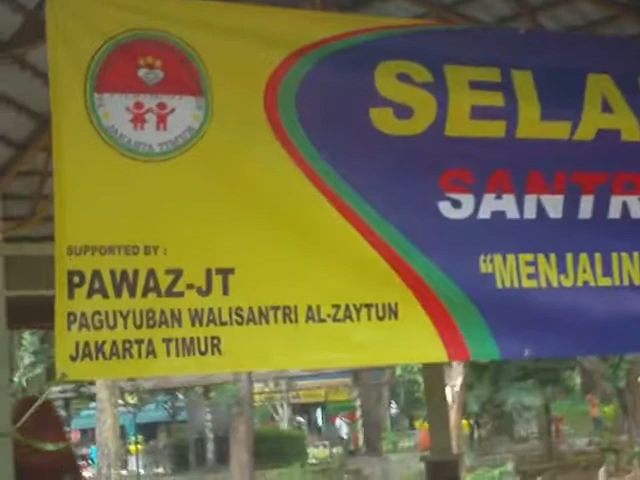 JAKARTA TIMUR
SUPPORTED BY :
PAWAZ-JT
PAGUYUBAN WALISANTRI AL-ZAYTUN
JAKARTA TIMUR
SELA
SANTR
“MENJALIN